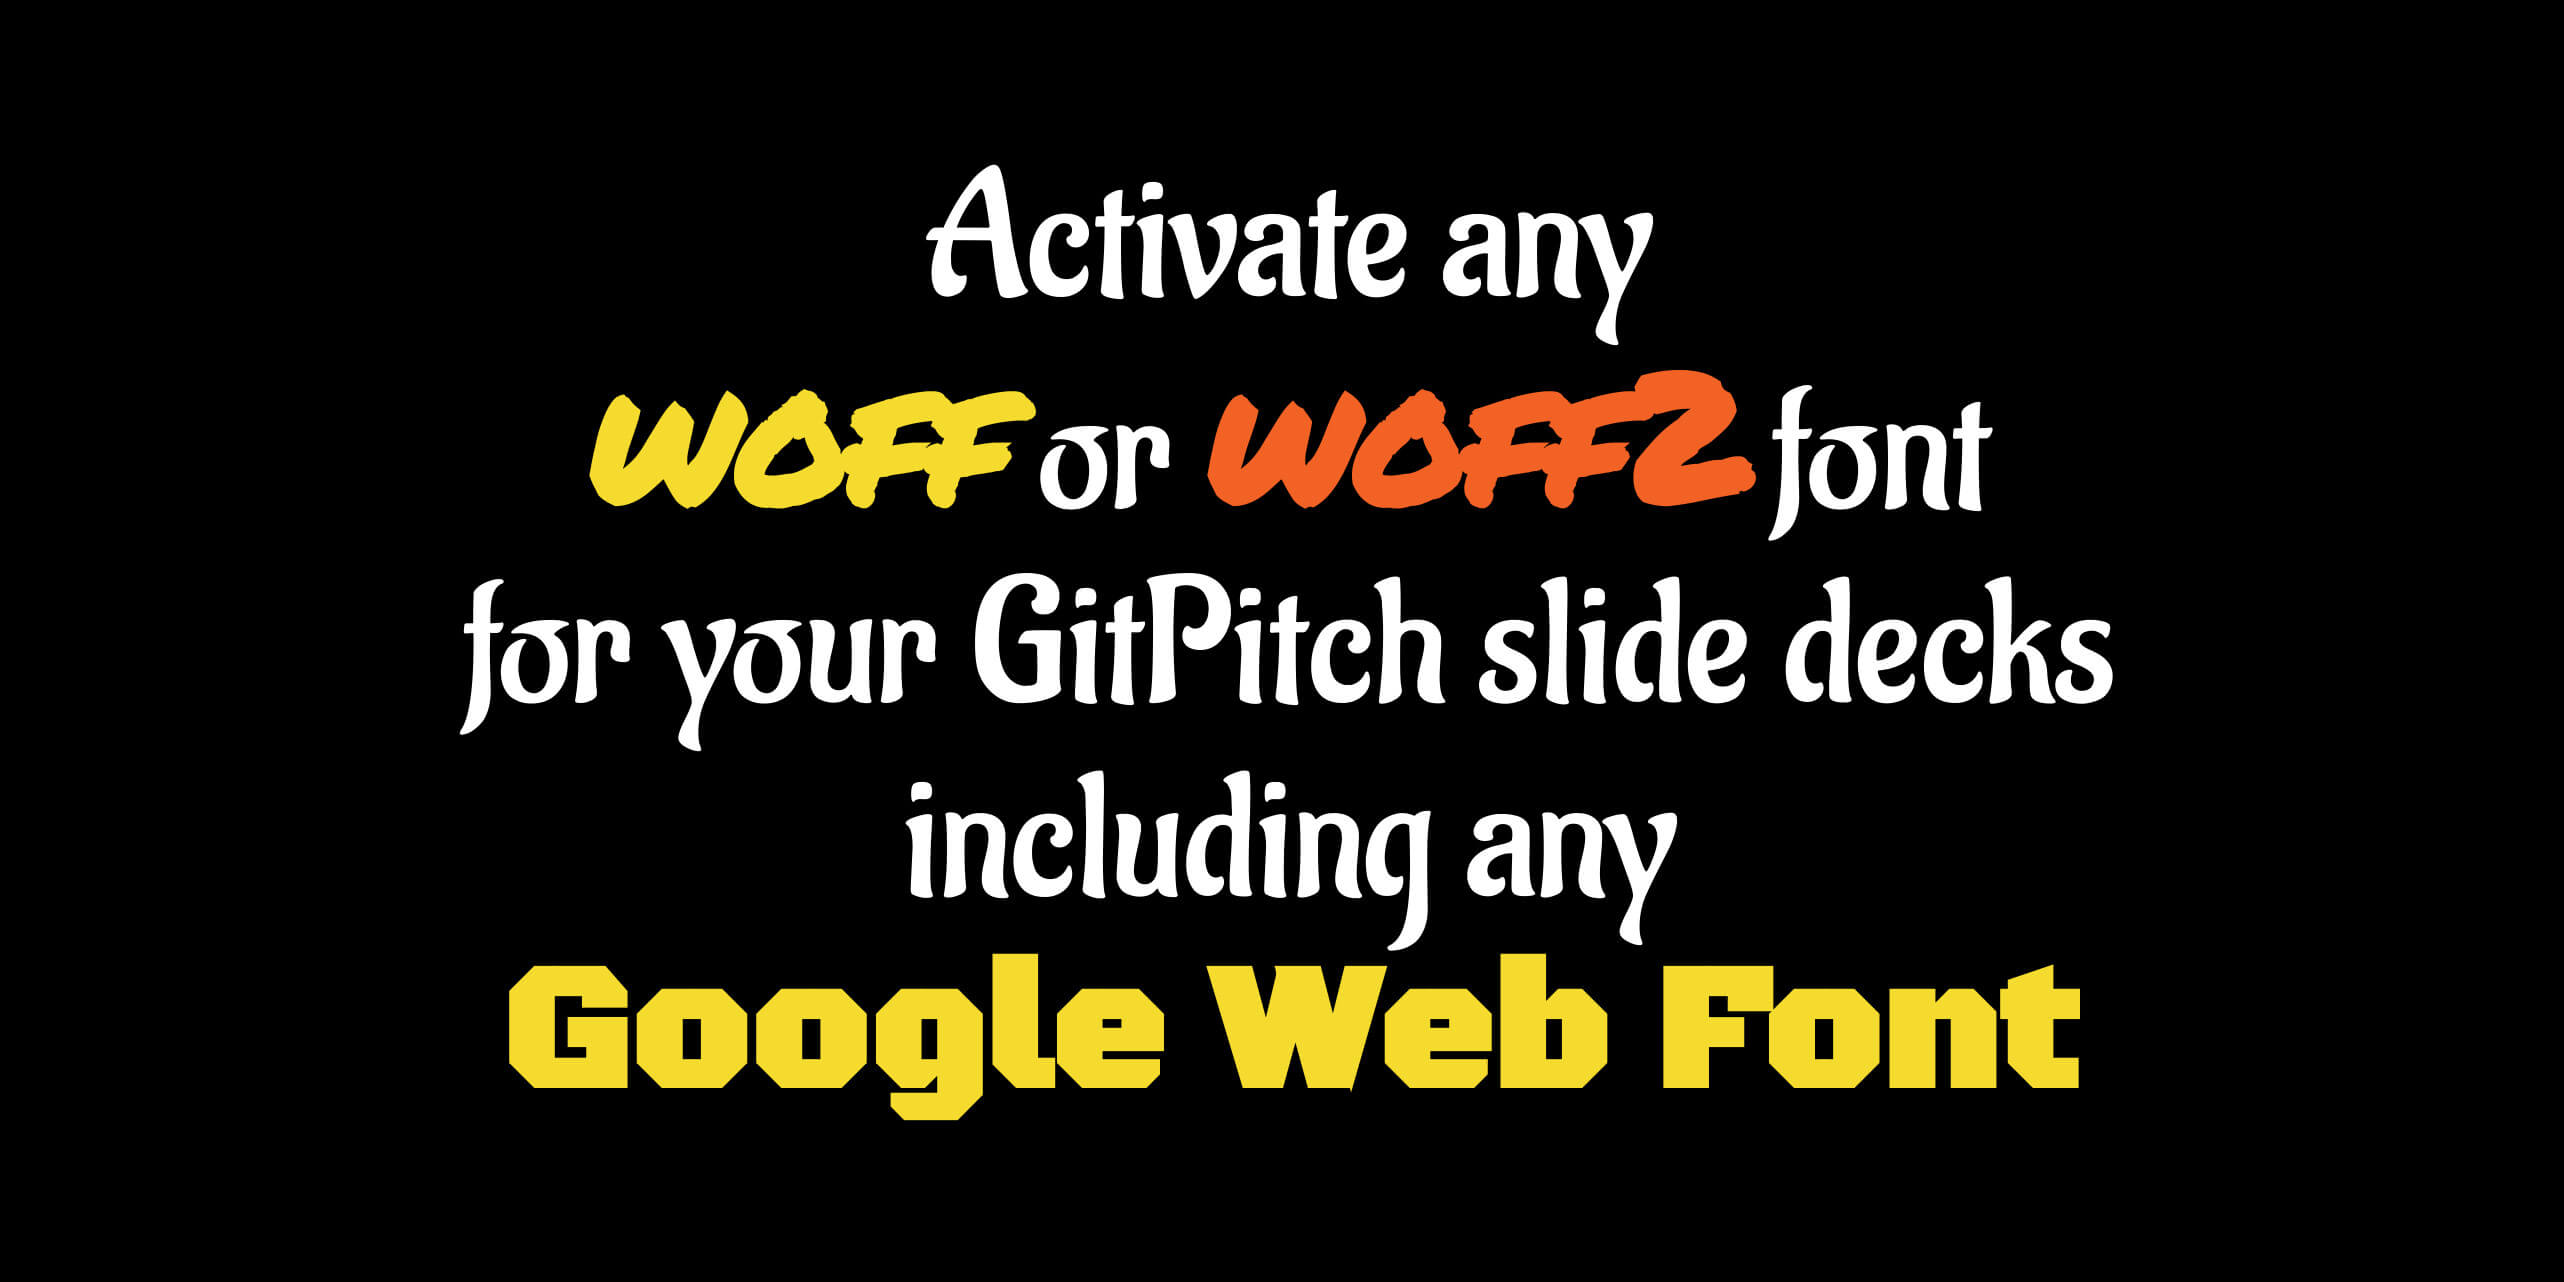 Activate any
woff or woff2 font
for your GitPitch slide decks
including any
Google Web Font